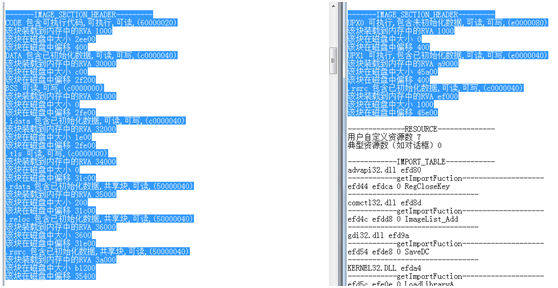 --------IMAGE_SECTION_HEADER----------
CODE 包含可执行代码,可执行,可读,(60000020)
该块装载到内存中的RVA 1000
该块在磁盘中大小 2ee00
该块在磁盘中偏移 400
DATA 包含已初始化数据,可读,可写,(c0000040)
该块装载到内存中的RVA 30000
该块在磁盘中大小 c00
该块在磁盘中偏移 2f200
BSS 可读,可写,(c0000000)
该块装载到内存中的RVA 31000
该块在磁盘中大小 0
该块在磁盘中偏移 2fe00
.idata 包含已初始化数据,可读,可写,(c0000040)
该块装载到内存中的RVA 32000
该块在磁盘中大小 1e00
该块在磁盘中偏移 2fe00
.tls 可读,可写,(c0000000)
该块装载到内存中的RVA 34000
该块在磁盘中大小 0
该块在磁盘中偏移 31c00
.rdata 包含已初始化数据,共享块,可读,(50000040)
该块装载到内存中的RVA 35000
该块在磁盘中大小 200
该块在磁盘中偏移 31c00
.reloc 包含已初始化数据,共享块,可读,(50000040)
该块装载到内存中的RVA 36000
该块在磁盘中大小 3600
该块在磁盘中偏移 31e00
.rsrc 包含已初始化数据,共享块,可读,(50000040)
该块装载到内存中的RVA 3a000
该块在磁盘中大小 b1200
该块在磁盘中偏移 35400
--------IMAGE_SECTION_HEADER----------
UPX0 可执行,包含未初始化数据,可读,可写,(e0000080)
该块装载到内存中的RVA 1000
该块在磁盘中大小 0
该块在磁盘中偏移 400
UPX1 可执行,包含已初始化数据,可读,可写,(e0000040)
该块装载到内存中的RVA a9000
该块在磁盘中大小 45a00
该块在磁盘中偏移 400
.rsrc 包含已初始化数据,可读,可写,(c0000040)
该块装载到内存中的RVA ef000
该块在磁盘中大小 1000
该块在磁盘中偏移 45e00
--------------RESOURCE--------------
用户自定义资源数 7
典型资源数（如对话框）0
------------IMPORT_TABLE------------
advapi32.dll efd80
------------getImportFuction------------
efd44 efdca 0 RegCloseKey
comctl32.dll efd8d
------------getImportFuction------------
efd4c efdd8 0 ImageList_Add
gdi32.dll efd9a
------------getImportFuction------------
efd54 efde8 0 SaveDC
KERNEL32.DLL efda4
------------getImportFuction------------
efd5c efe0e 0 LoadLibraryA